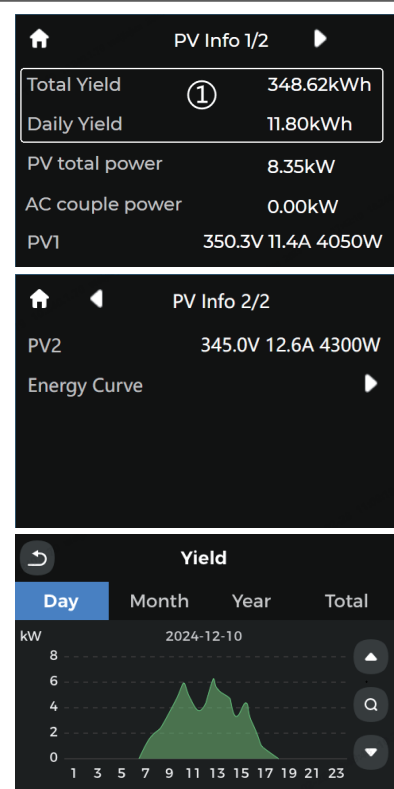 PV Info 1/2
Total Yield 348.62kWh
①
Daily Yield 11.80kWh
PV total power 8.35kW
AC couple power 0.00kW
PV1 350.3V 11.4A 4050W
PV Info 2/2
PV2 345.0V 12.6A 4300W
Energy Curve
Yield
Day Month Year Total
kW 2024-12-10
8
6
4
2
0
1 3 5 7 9 11 13 15 17 19 21 23